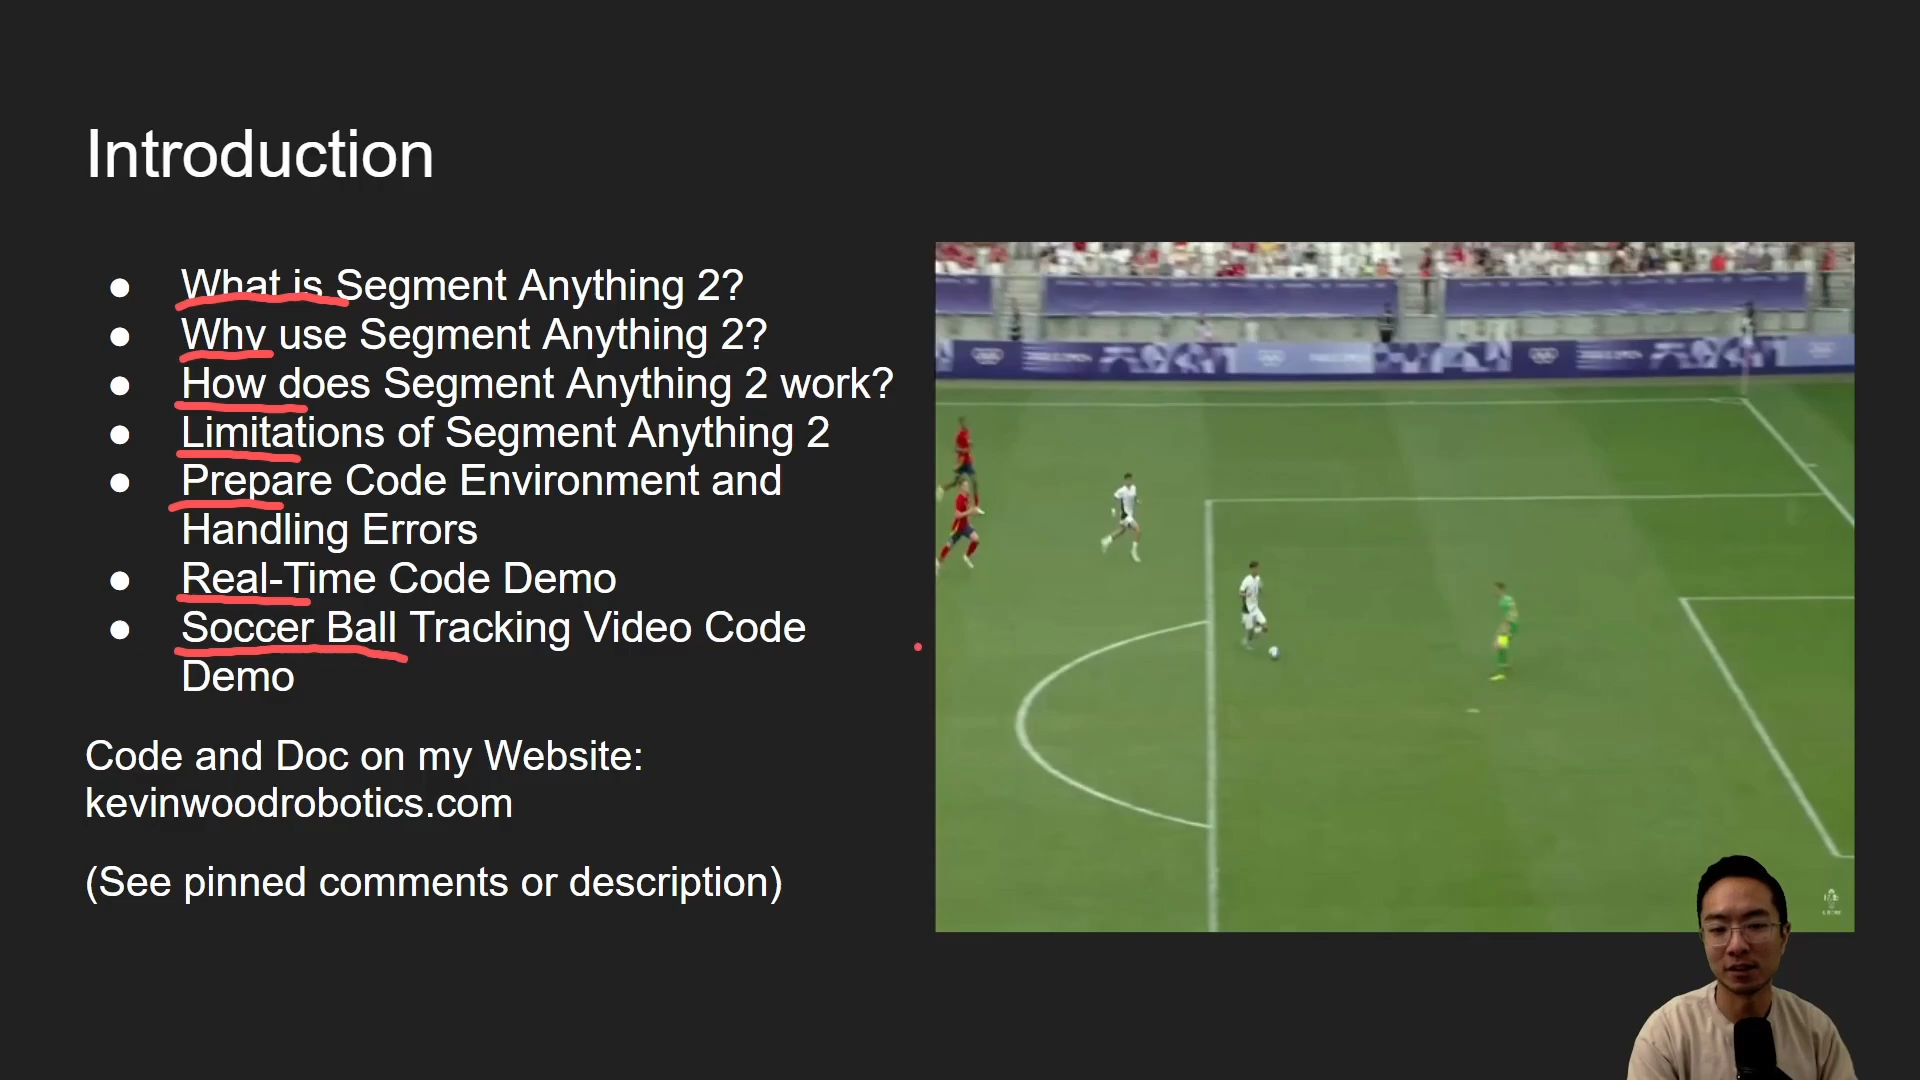 Introduction
● What is Segment Anything 2?
● Why use Segment Anything 2?
● How does Segment Anything 2 work?
● Limitations of Segment Anything 2
● Prepare Code Environment and
Handling Errors
● Real-Time Code Demo
● Soccer Ball Tracking Video Code
Demo
Code and Doc on my Website:
kevinwoodrobotics.com
(See pinned comments or description)